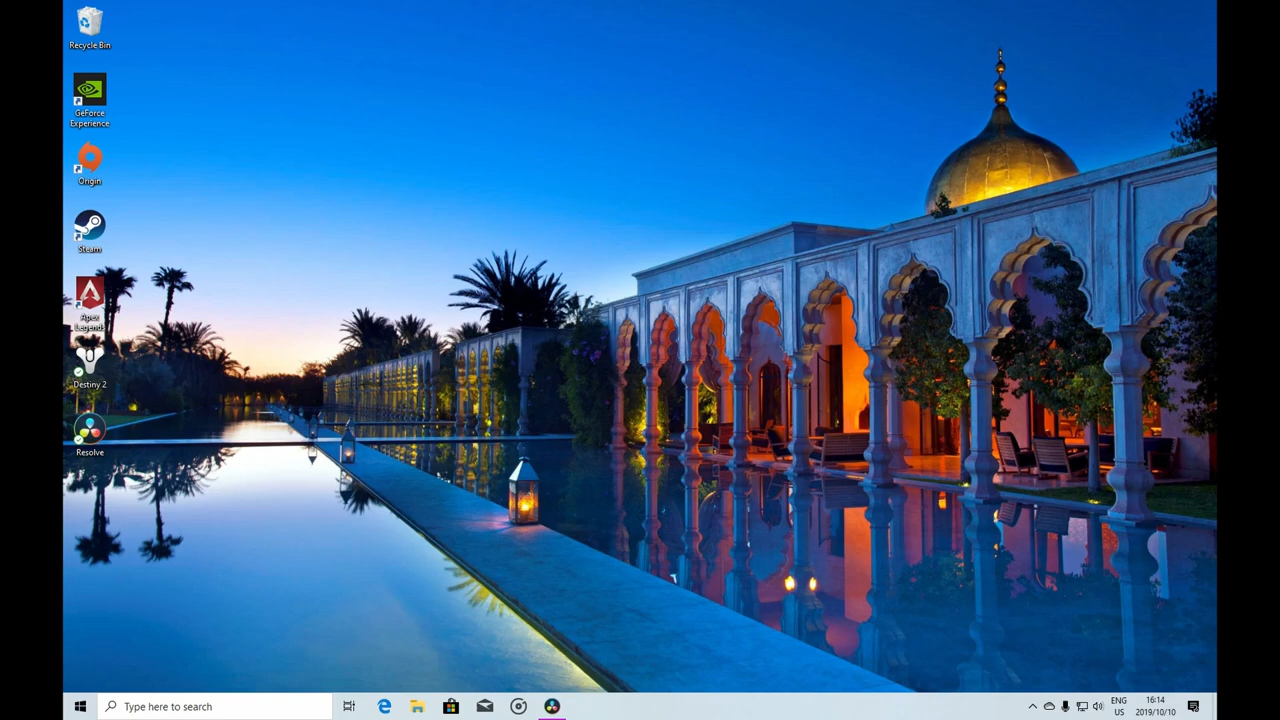 Recycle Bin
GeForce
Experience
Origin
Steam
Apex
Legends
Destiny 2
Resolve
Type here to search
ENG
US
16:14
2019/10/10